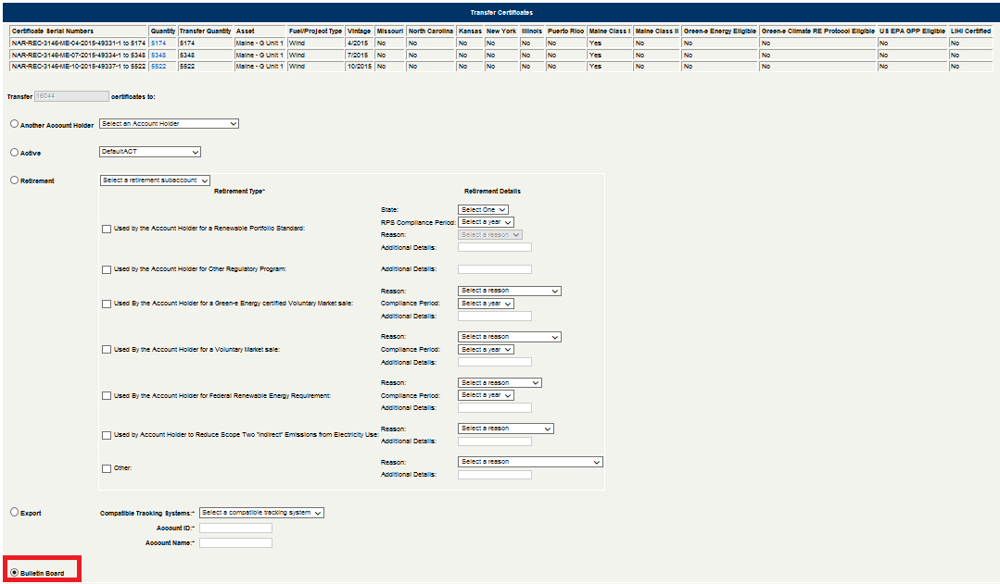 Transfer Certificates
Certificate Serial Numbers Quantity Transfer Quantity Asset Fuel/Project Type Vintage Missouri North Carolina Kansas New York Illinois Puerto Rico Maine Class I Maine Class II Green-e Energy Eligible Green-e Climate RE Protocol Eligible US EPA GPP Eligible LIHI Certified
NAR-REC-3146-ME-04-2015-49331-1 to 5174 5174 5174 Maine - G Unit 1 Wind 4/2015 No No No No No No Yes No No No No No
NAR-REC-3146-ME-07-2015-49334-1 to 5348 5348 5348 Maine - G Unit 1 Wind 7/2015 No No No No No No Yes No No No No No
NAR-REC-3146-ME-10-2015-49337-1 to 5522 5522 5522 Maine - G Unit 1 Wind 10/2015 No No No No No No Yes No No No No No
Transfer 16044 certificates to:
Another Account Holder Select an Account Holder
Active DefaultACT
Retirement Select a retirement subaccount
Retirement Type* Retirement Details
State: Select One
Used by the Account Holder for a Renewable Portfolio Standard: RPS Compliance Period: Select a year
Reason: Select a reason
Additional Details:
Used by the Account Holder for Other Regulatory Program: Additional Details:
Reason: Select a reason
Used By the Account Holder for a Green-e Energy certified Voluntary Market sale: Compliance Period: Select a year
Additional Details:
Reason: Select a reason
Used By the Account Holder for a Voluntary Market sale: Compliance Period: Select a year
Additional Details:
Reason: Select a reason
Used By the Account Holder for Federal Renewable Energy Requirement: Compliance Period: Select a year
Additional Details:
Reason: Select a reason
Used by Account Holder to Reduce Scope Two "Indirect" Emissions from Electricity Use: Additional Details:
Reason: Select a reason
Other: Additional Details:
Export Compatible Tracking Systems:* Select a compatible tracking system
Account ID:*
Account Name:*
Bulletin Board